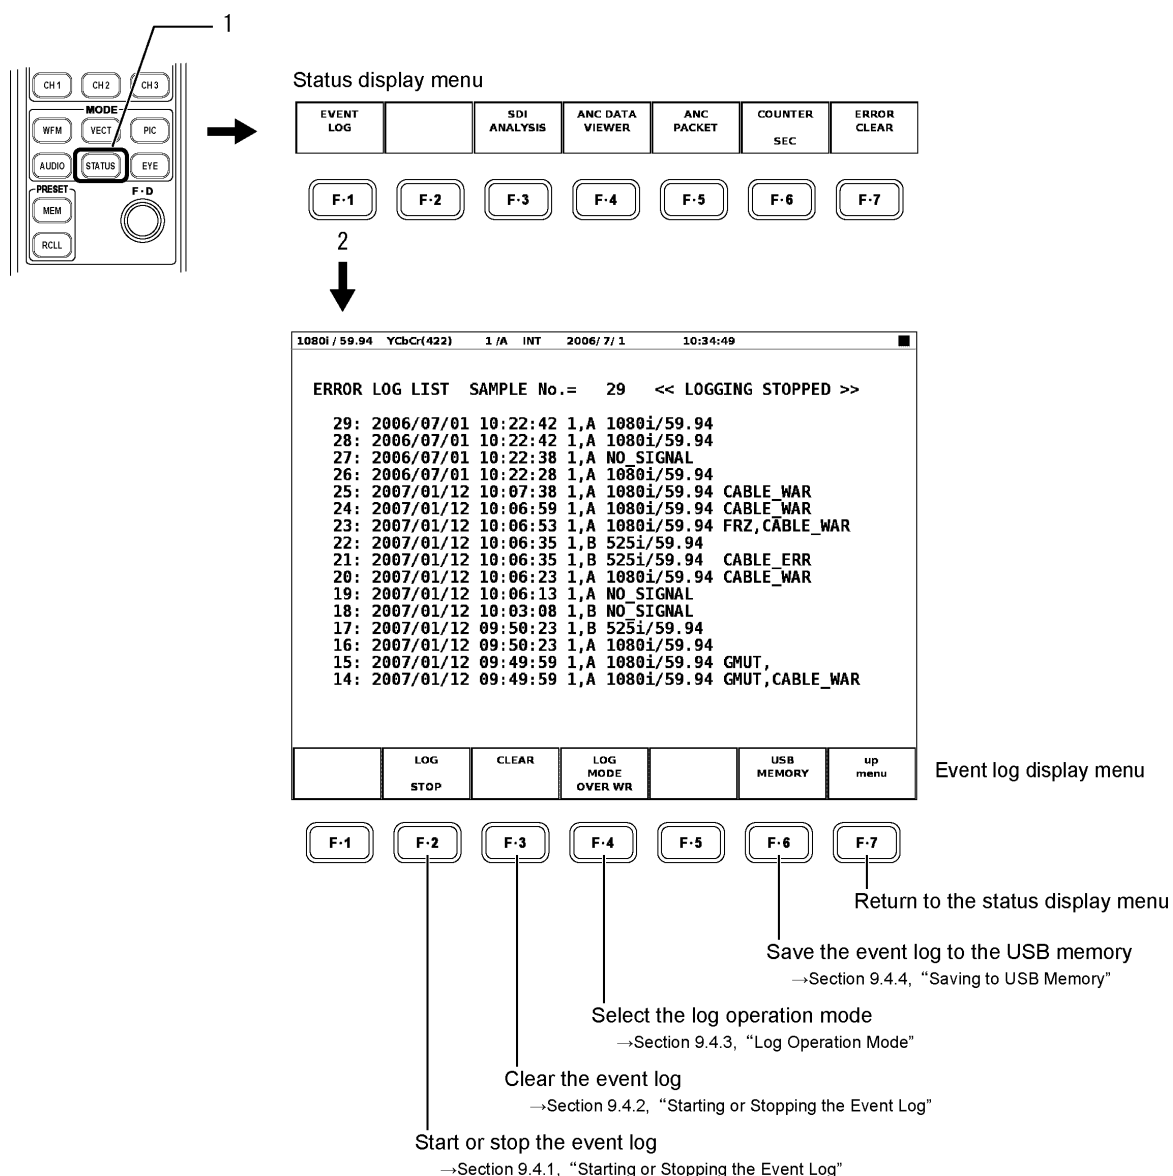 1
CH 1 CH 2 CH 3
MODE
WFM VECT PIC
AUDIO STATUS EYE
PRESET F・D
MEM
RCLL
Status display menu
EVENT LOG SDI ANALYSIS ANC DATA VIEWER ANC PACKET COUNTER SEC ERROR CLEAR
F・1 F・2 F・3 F・4 F・5 F・6 F・7
2
1080i / 59.94 YCbCr(422) 1 /A INT 2006/ 7/ 1 10:34:49
ERROR LOG LIST SAMPLE No.= 29 << LOGGING STOPPED >>
29: 2006/07/01 10:22:42 1,A 1080i/59.94
28: 2006/07/01 10:22:42 1,A 1080i/59.94
27: 2006/07/01 10:22:38 1,A NO_SIGNAL
26: 2006/07/01 10:22:28 1,A 1080i/59.94
25: 2007/01/12 10:07:38 1,A 1080i/59.94 CABLE_WAR
24: 2007/01/12 10:06:59 1,A 1080i/59.94 CABLE_WAR
23: 2007/01/12 10:06:53 1,A 1080i/59.94 FRZ,CABLE_WAR
22: 2007/01/12 10:06:35 1,B 525i/59.94
21: 2007/01/12 10:06:35 1,B 525i/59.94 CABLE_ERR
20: 2007/01/12 10:06:23 1,A 1080i/59.94 CABLE_WAR
19: 2007/01/12 10:06:13 1,A NO_SIGNAL
18: 2007/01/12 10:03:08 1,B NO_SIGNAL
17: 2007/01/12 09:50:23 1,B 525i/59.94
16: 2007/01/12 09:50:23 1,A 1080i/59.94
15: 2007/01/12 09:49:59 1,A 1080i/59.94 GMUT,
14: 2007/01/12 09:49:59 1,A 1080i/59.94 GMUT,CABLE_WAR
LOG STOP CLEAR LOG MODE OVER WR USB MEMORY up menu
Event log display menu
F・1 F・2 F・3 F・4 F・5 F・6 F・7
Return to the status display menu
Save the event log to the USB memory
→Section 9.4.4, “Saving to USB Memory”
Select the log operation mode
→Section 9.4.3, “Log Operation Mode”
Clear the event log
→Section 9.4.2, “Starting or Stopping the Event Log”
Start or stop the event log
→Section 9.4.1, “Starting or Stopping the Event Log”